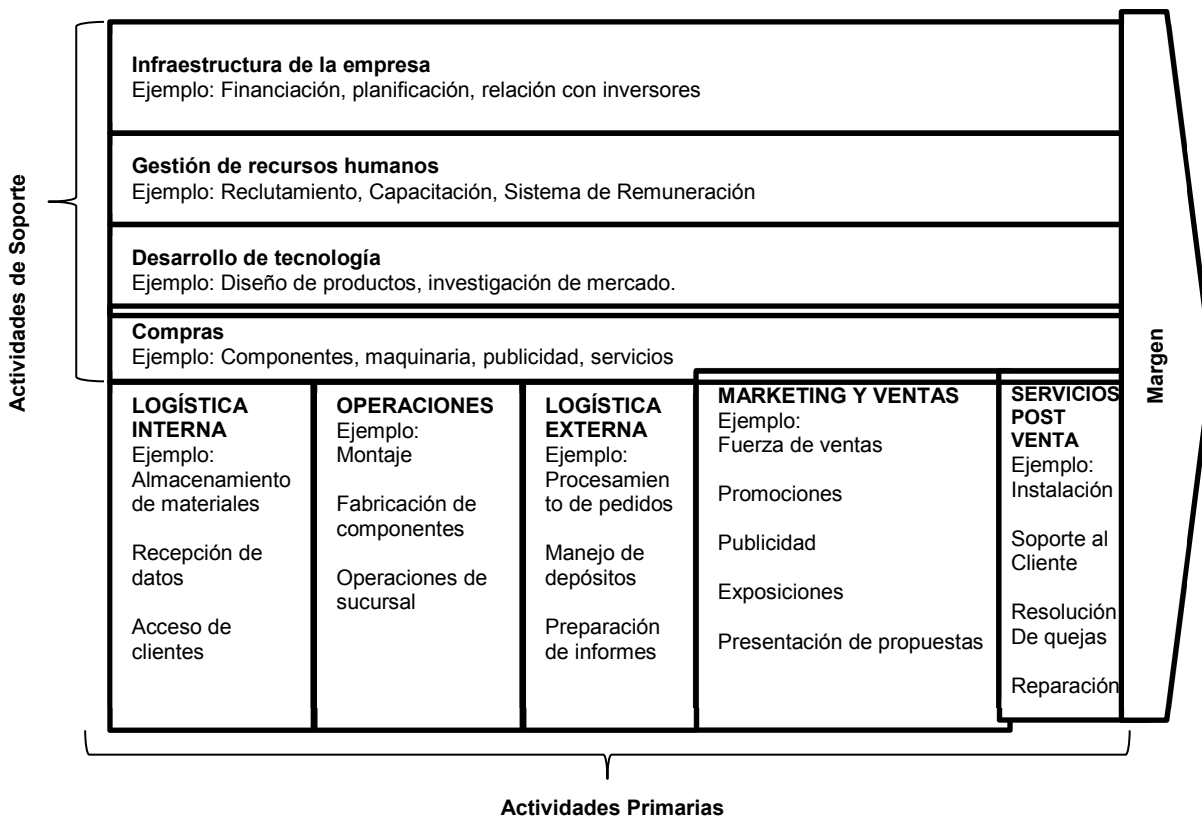 Actividades de Soporte
Infraestructura de la empresa
Ejemplo: Financiación, planificación, relación con inversores
Gestión de recursos humanos
Ejemplo: Reclutamiento, Capacitación, Sistema de Remuneración
Desarrollo de tecnología
Ejemplo: Diseño de productos, investigación de mercado.
Compras
Ejemplo: Componentes, maquinaria, publicidad, servicios
LOGÍSTICA
INTERNA
Ejemplo:
Almacenamiento
de materiales
Recepción de
datos
Acceso de
clientes
OPERACIONES
Ejemplo:
Montaje
Fabricación de
componentes
Operaciones de
sucursal
LOGÍSTICA
EXTERNA
Ejemplo:
Procesamien
to de pedidos
Manejo de
depósitos
Preparación
de informes
MARKETING Y VENTAS
Ejemplo:
Fuerza de ventas
Promociones
Publicidad
Exposiciones
Presentación de propuestas
SERVICIOS
POST
VENTA
Ejemplo:
Instalación
Soporte al
Cliente
Resolución
De quejas
Reparación
Margen
Actividades Primarias